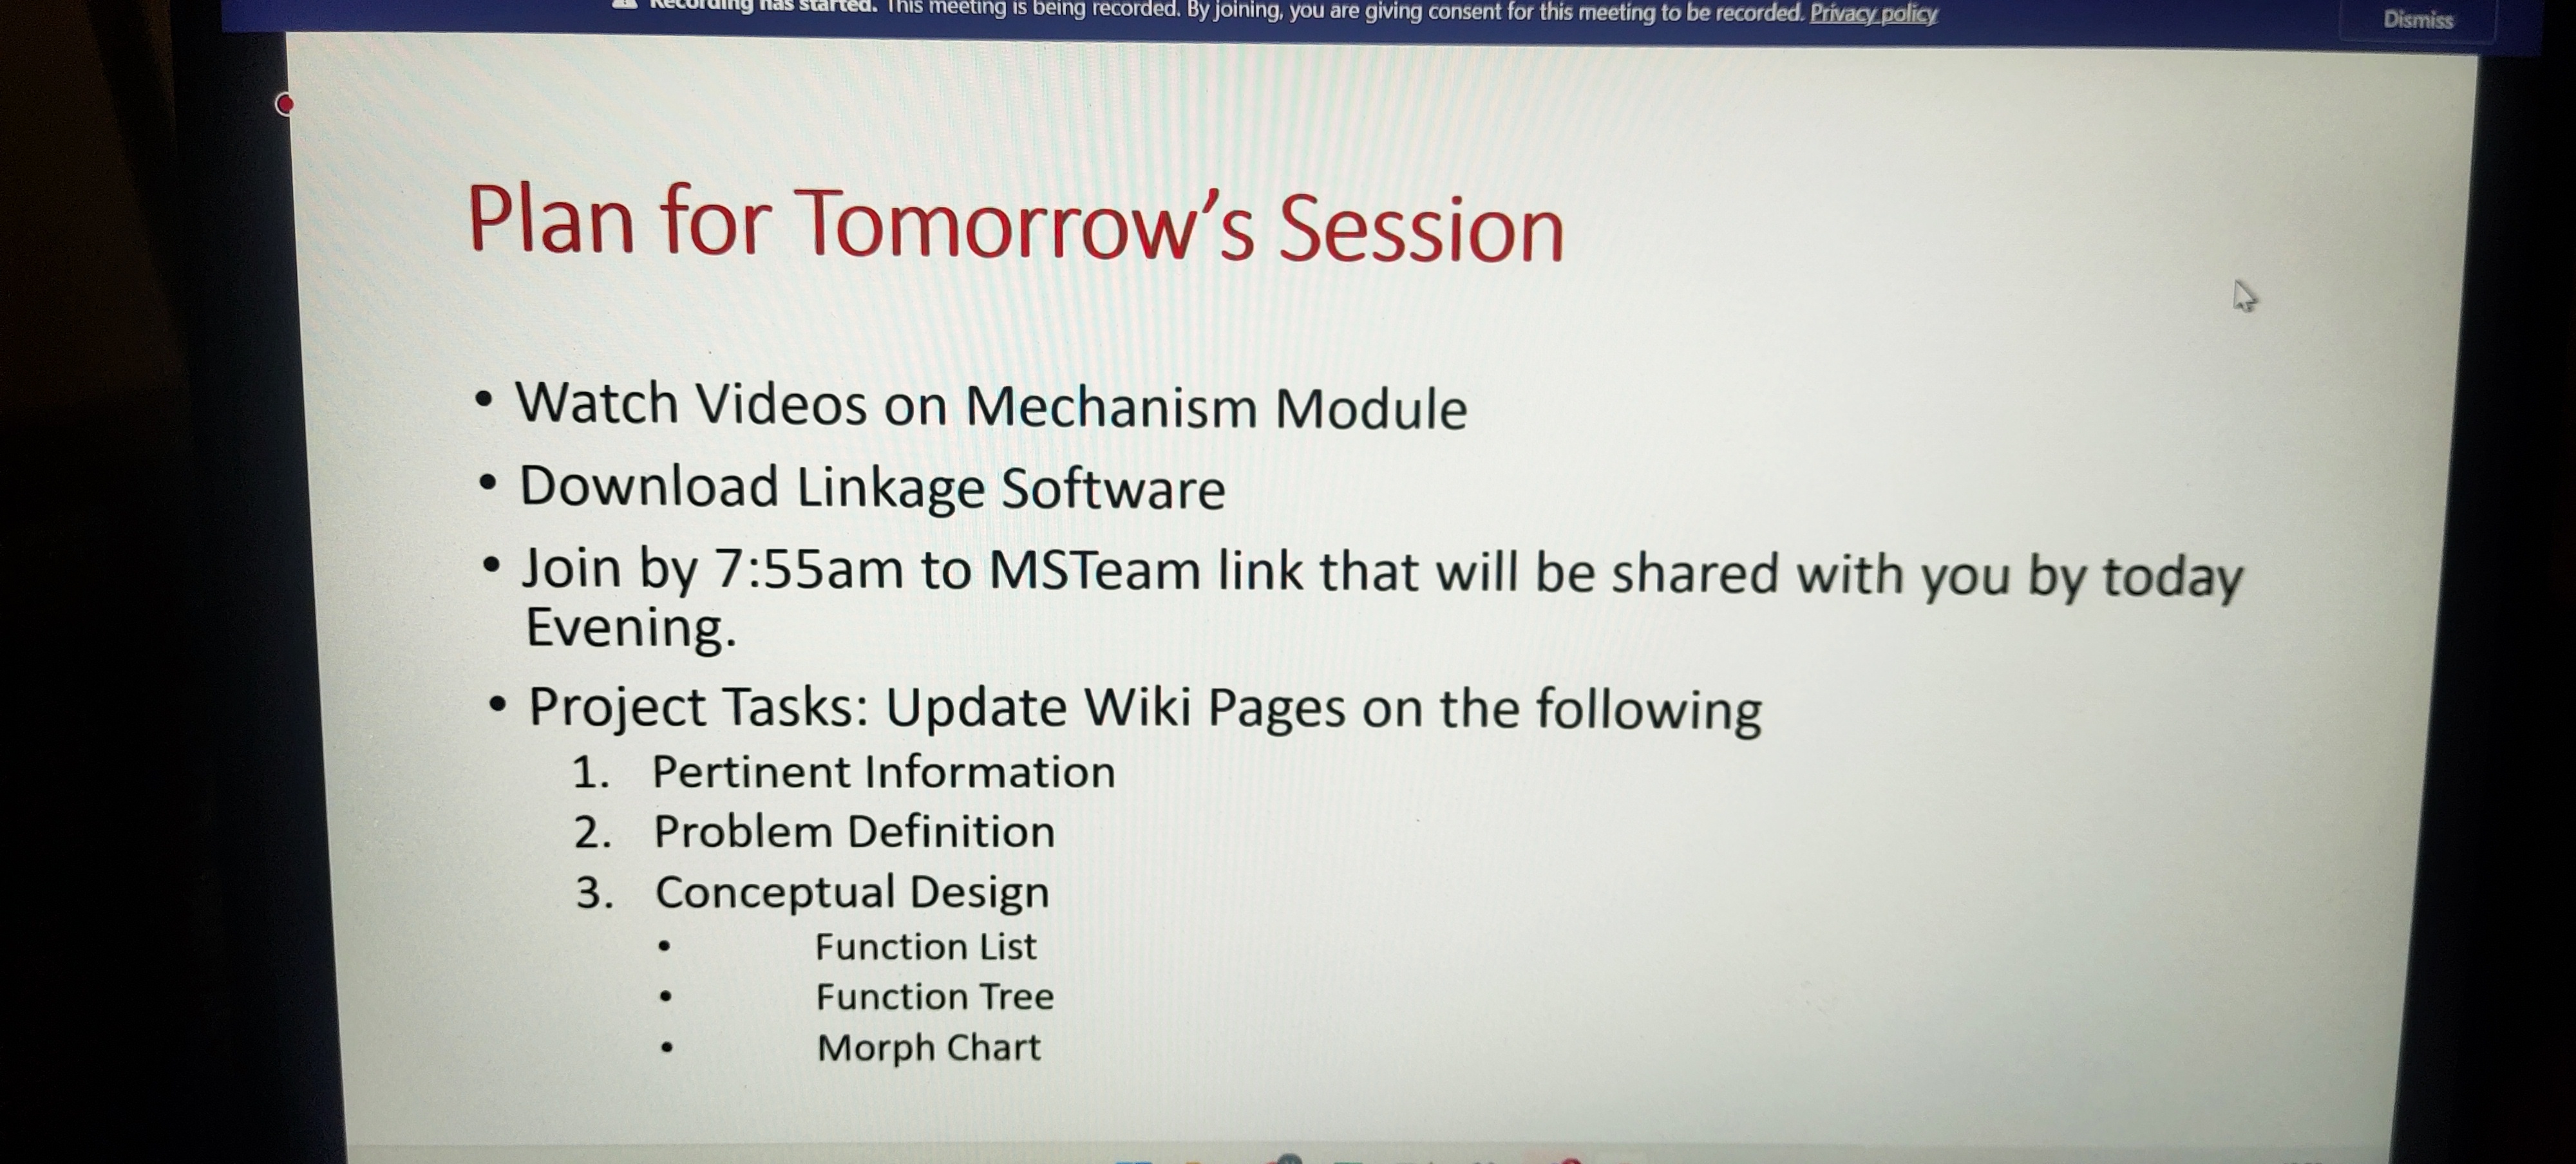 Recording has started. This meeting is being recorded. By joining, you are giving consent for this meeting to be recorded. Privacy policy
Dismiss
Plan for Tomorrow's Session
• Watch Videos on Mechanism Module
• Download Linkage Software
• Join by 7:55am to MSTeam link that will be shared with you by today
Evening.
• Project Tasks: Update Wiki Pages on the following
1. Pertinent Information
2. Problem Definition
3. Conceptual Design
• Function List
• Function Tree
• Morph Chart